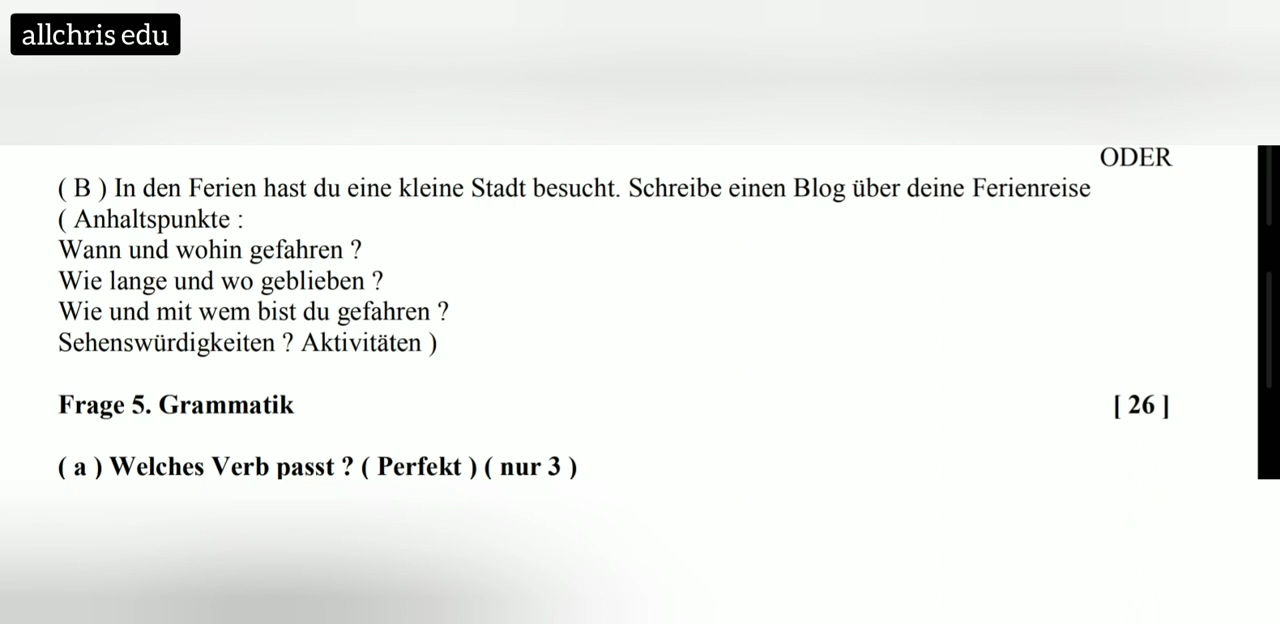 allchris edu
ODER
( B ) In den Ferien hast du eine kleine Stadt besucht. Schreibe einen Blog über deine Ferienreise
( Anhaltspunkte :
Wann und wohin gefahren ?
Wie lange und wo geblieben ?
Wie und mit wem bist du gefahren ?
Sehenswürdigkeiten ? Aktivitäten )
Frage 5. Grammatik [ 26 ]
( a ) Welches Verb passt ? ( Perfekt ) ( nur 3 )